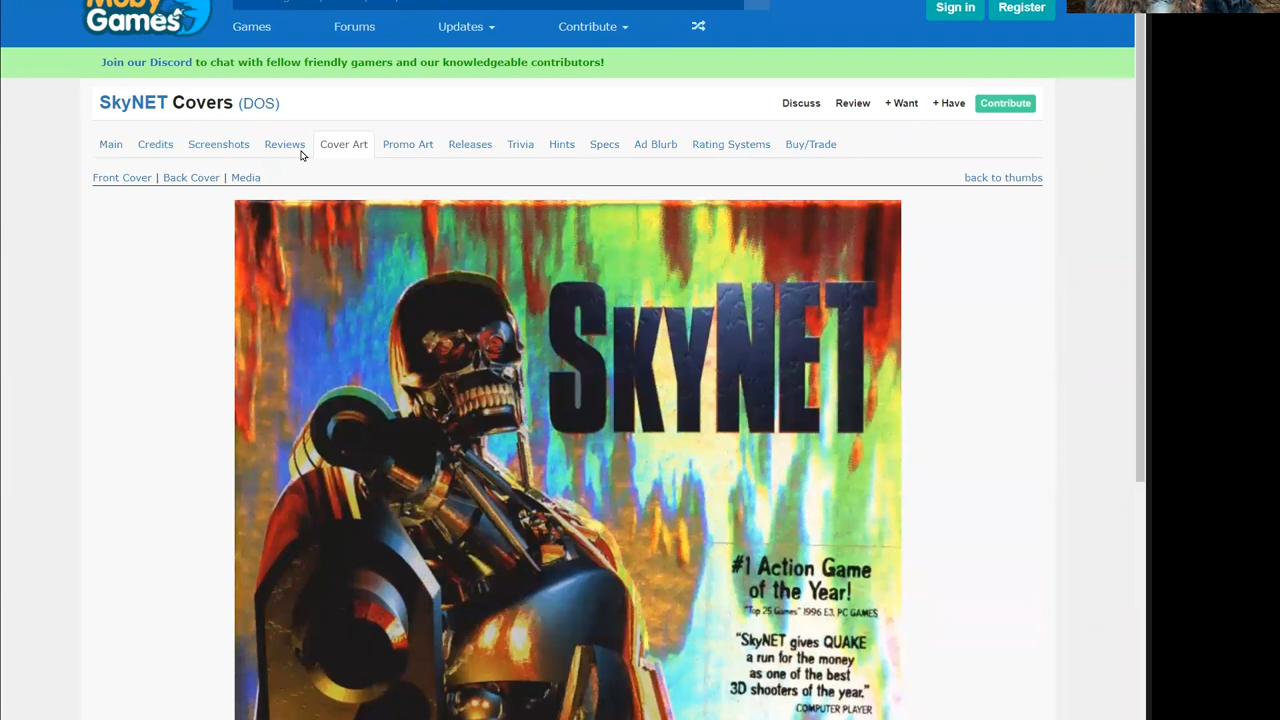 Moby
Games
Sign in
Register
Games
Forums
Updates
Contribute
Join our Discord to chat with fellow friendly gamers and our knowledgeable contributors!
SkyNET Covers (DOS)
Discuss
Review
+ Want
+ Have
Contribute
Main
Credits
Screenshots
Reviews
Cover Art
Promo Art
Releases
Trivia
Hints
Specs
Ad Blurb
Rating Systems
Buy/Trade
Front Cover | Back Cover | Media
back to thumbs
SKYNET
#1 Action Game
of the Year!
"Top 25 Games" 1996 E3, PC GAMES
"SkyNET gives QUAKE
a run for the money
as one of the best
3D shooters of the year."
COMPUTER PLAYER